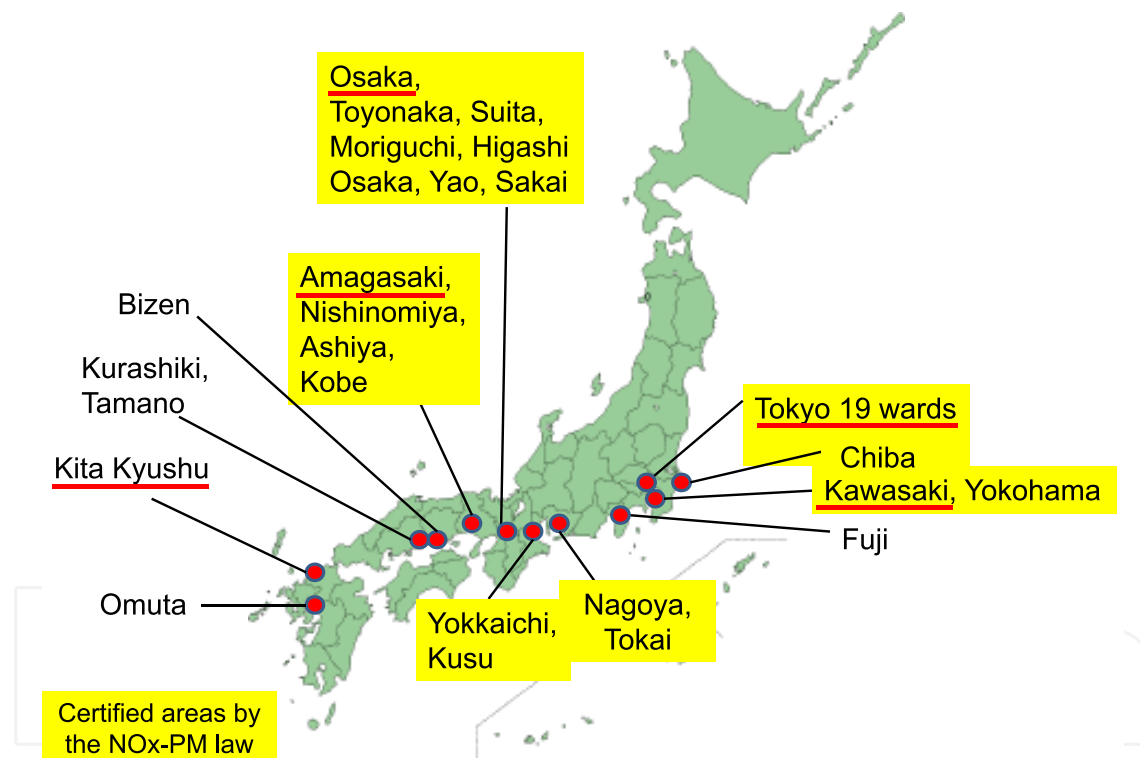 Osaka,
Toyonaka, Suita,
Moriguchi, Higashi
Osaka, Yao, Sakai
Amagasaki,
Nishinomiya,
Ashiya,
Kobe
Bizen
Kurashiki,
Tamano
Kita Kyushu
Omuta
Tokyo 19 wards
Chiba
Kawasaki, Yokohama
Fuji
Nagoya,
Tokai
Yokkaichi,
Kusu
Certified areas by
the NOx-PM law